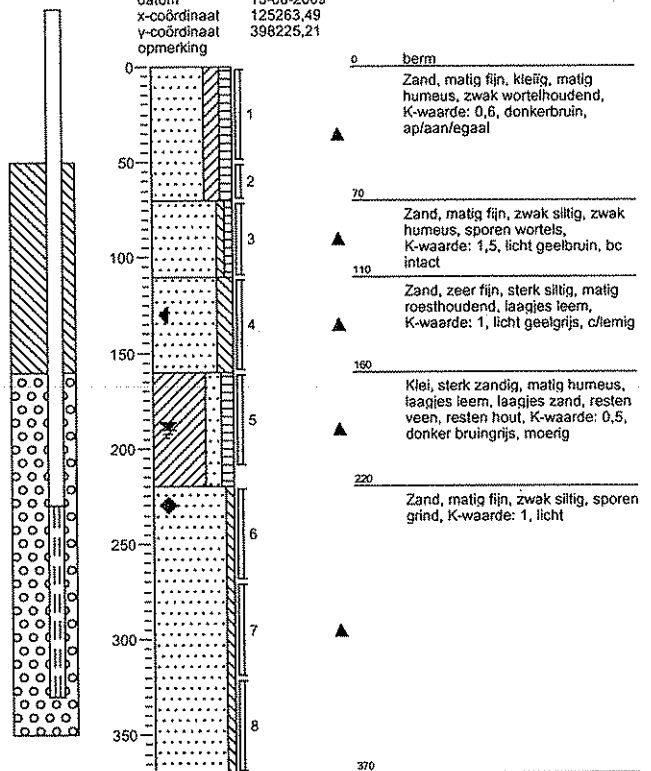 x-coördinaat 125263,49
y-coördinaat 398225,21
opmerking
0 berm
Zand, matig fijn, kleiïg, matig
humeus, zwak wortelhoudend,
K-waarde: 0,6, donkerbruin,
ap/aan/egaal
70
Zand, matig fijn, zwak siltig, zwak
humeus, sporen wortels,
K-waarde: 1,5, licht geelbruin, bc
intact
110
Zand, zeer fijn, sterk siltig, matig
roesthoudend, laagjes leem,
K-waarde: 1, licht geelgrijs, c/lemig
160
Klei, sterk zandig, matig humeus,
laagjes leem, laagjes zand, resten
veen, resten hout, K-waarde: 0,5,
donker bruingrijs, moerig
220
Zand, matig fijn, zwak siltig, sporen
grind, K-waarde: 1, licht
370
0
50
100
150
200
250
300
350
1
2
3
4
5
6
7
8